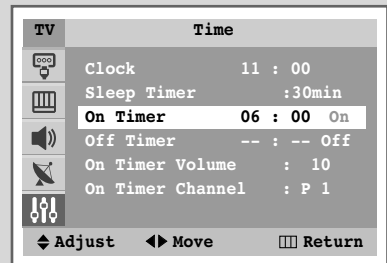 TV Time
Clock 11 : 00
Sleep Timer :30min
On Timer 06 : 00 On
Off Timer -- : -- Off
On Timer Volume : 10
On Timer Channel : P 1
Adjust Move Return